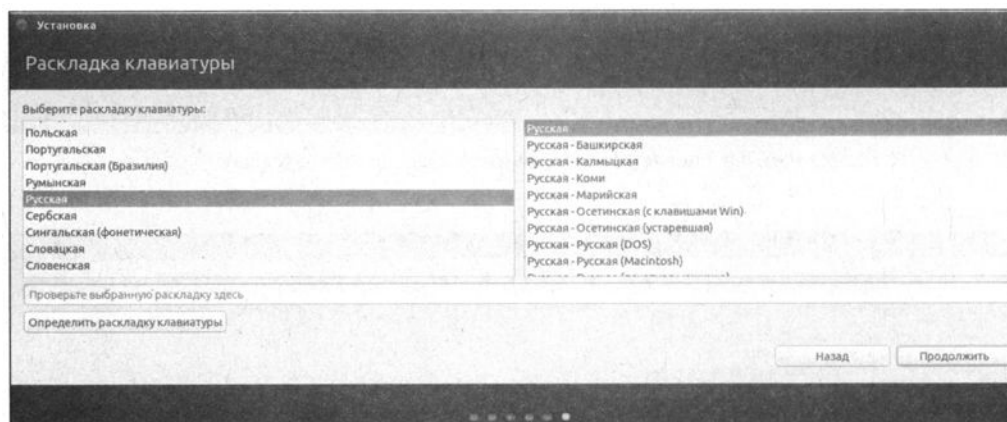 Установка
Раскладка клавиатуры
Выберите раскладку клавиатуры:
Польская
Португальская
Португальская (Бразилия)
Румынская
Русская
Сербская
Сингальская (фонетическая)
Словацкая
Словенская
Русская
Русская - Башкирская
Русская - Калмыцкая
Русская - Коми
Русская - Марийская
Русская - Осетинская (с клавишами Win)
Русская - Осетинская (устаревшая)
Русская - Русская (DOS)
Русская - Русская (Macintosh)
Проверьте выбранную раскладку здесь
Определить раскладку клавиатуры
Назад
Продолжить